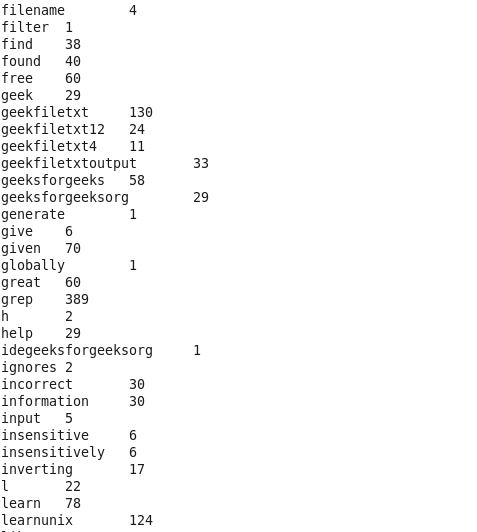 filename 4
filter 1
find 38
found 40
free 60
geek 29
geekfiletxt 130
geekfiletxt12 24
geekfiletxt4 11
geekfiletxtoutput 33
geeksforgeeks 58
geeksforgeeksorg 29
generate 1
give 6
given 70
globally 1
great 60
grep 389
h 2
help 29
idegeeksforgeeksorg 1
ignores 2
incorrect 30
information 30
input 5
insensitive 6
insensitively 6
inverting 17
l 22
learn 78
learnunix 124